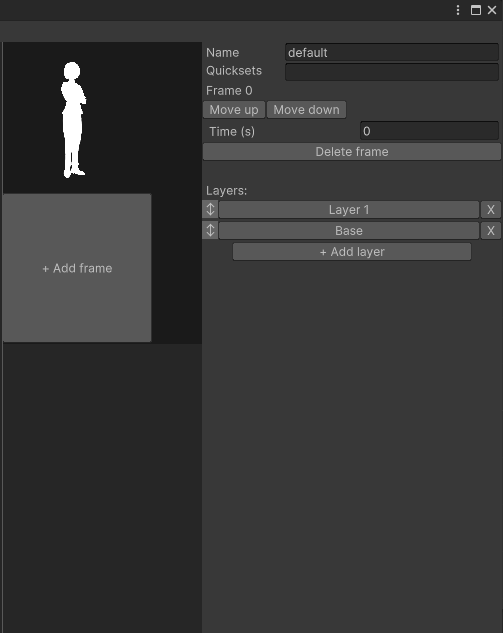 Name default
Quicksets
Frame 0
Move up Move down
Time (s) 0
Delete frame
+ Add frame
Layers:
Layer 1 X
Base X
+ Add layer